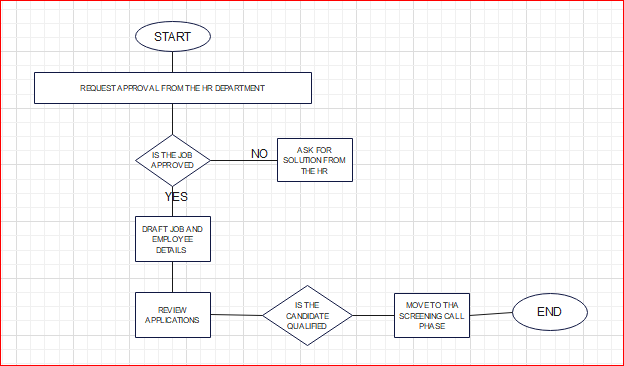 START
REQUEST APPROVAL FROM THE HR DEPARTMENT
IS THE JOB
APPROVED
NO
ASK FOR
SOLUTION FROM
THE HR
YES
DRAFT JOB AND
EMPLOYEE
DETAILS
REVIEW
APPLICATIONS
IS THE
CANDIDATE
QUALIFIED
MOVE TO THA
SCREENING CALL
PHASE
END